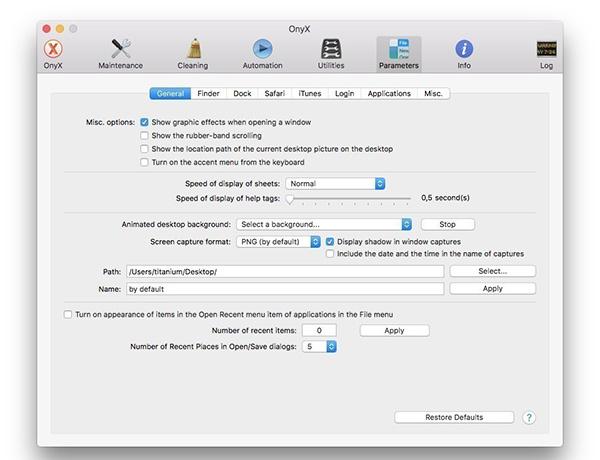 OnyX
OnyX Maintenance Cleaning Automation Utilities Parameters Info Log
General Finder Dock Safari iTunes Login Applications Misc.
Misc. options: Show graphic effects when opening a window
Show the rubber-band scrolling
Show the location path of the current desktop picture on the desktop
Turn on the accent menu from the keyboard
Speed of display of sheets: Normal
Speed of display of help tags: 0,5 second(s)
Animated desktop background: Select a background... Stop
Screen capture format: PNG (by default) Display shadow in window captures
Include the date and the time in the name of captures
Path: /Users/titanium/Desktop/ Select...
Name: by default Apply
Turn on appearance of items in the Open Recent menu item of applications in the File menu
Number of recent items: 0 Apply
Number of Recent Places in Open/Save dialogs: 5
Restore Defaults ?